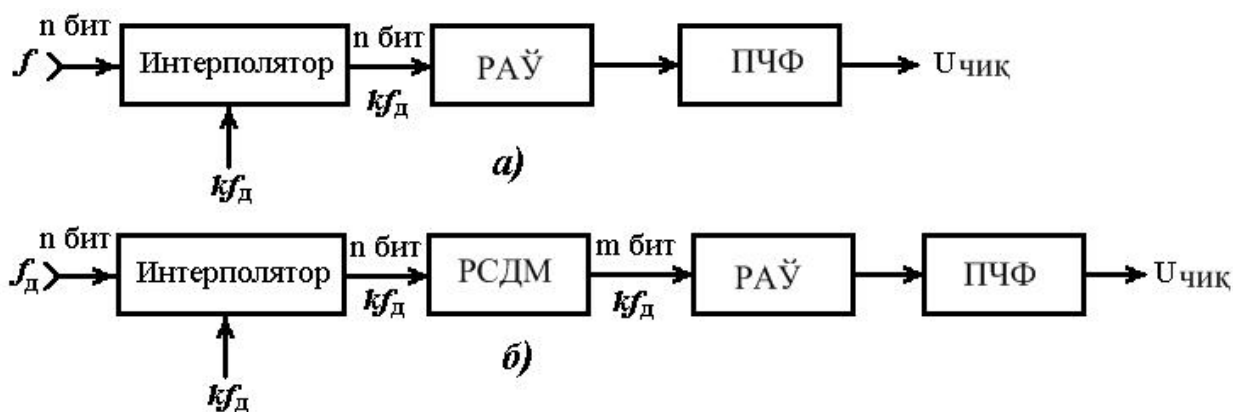 n бит
f
Интерполятор
n бит
kfд
РАЎ
ПЧФ
Uчиқ
kfд
а)
n бит
fд
Интерполятор
n бит
kfд
РСДМ
m бит
kfд
РАЎ
ПЧФ
Uчиқ
kfд
б)